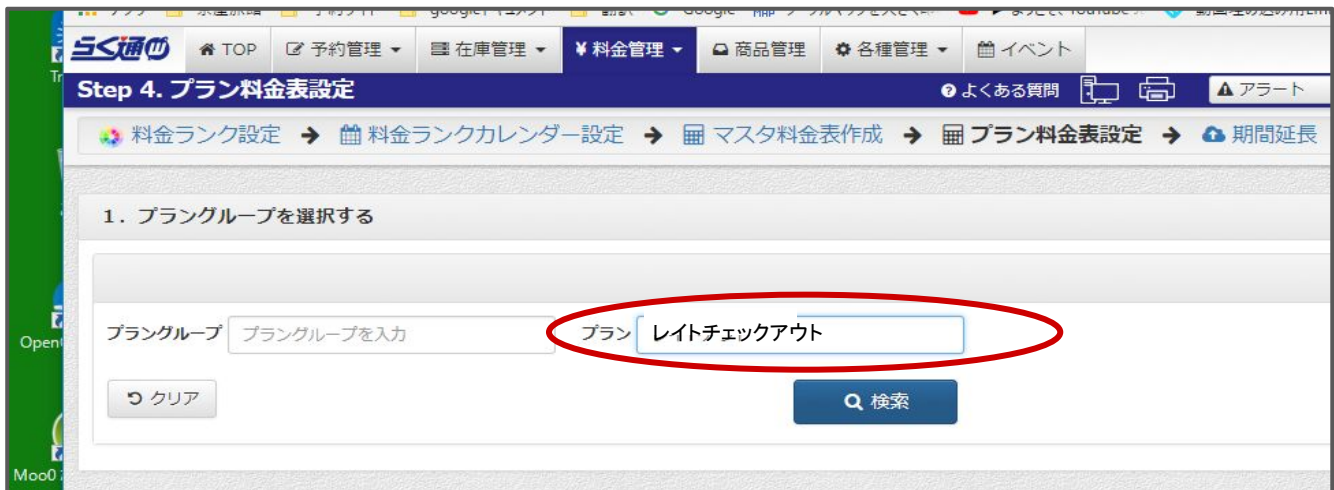 らく通with TOP 予約管理 在庫管理 ¥料金管理 商品管理 各種管理 イベント
Step 4. プラン料金表設定 よくある質問 アラート
料金ランク設定 → 料金ランクカレンダー設定 → マスタ料金表作成 → プラン料金表設定 → 期間延長
1. プラングループを選択する
プラングループ プラングループを入力 プラン レイトチェックアウト
Open
クリア 検索
Moo0